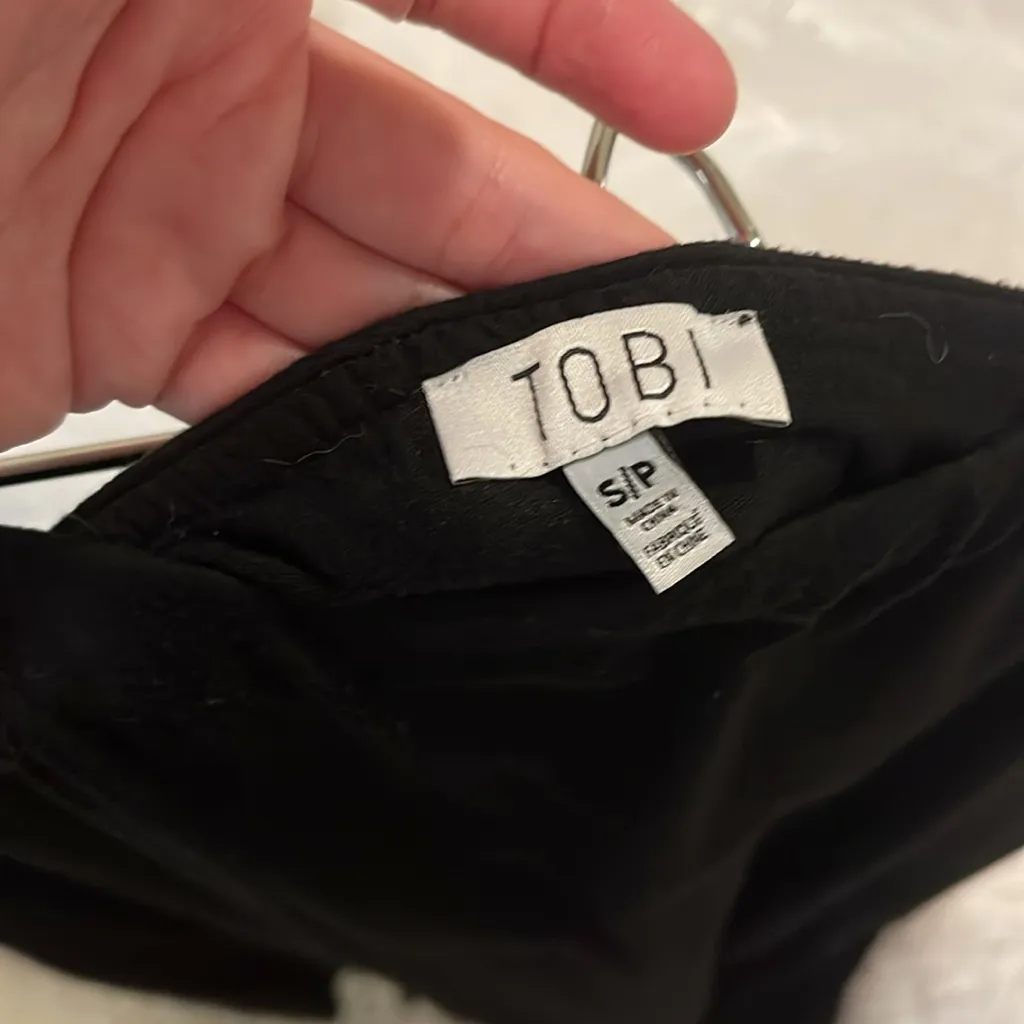 TOBI
S/P
MADE IN
CHINA
FABRIQUÉ
EN CHINE